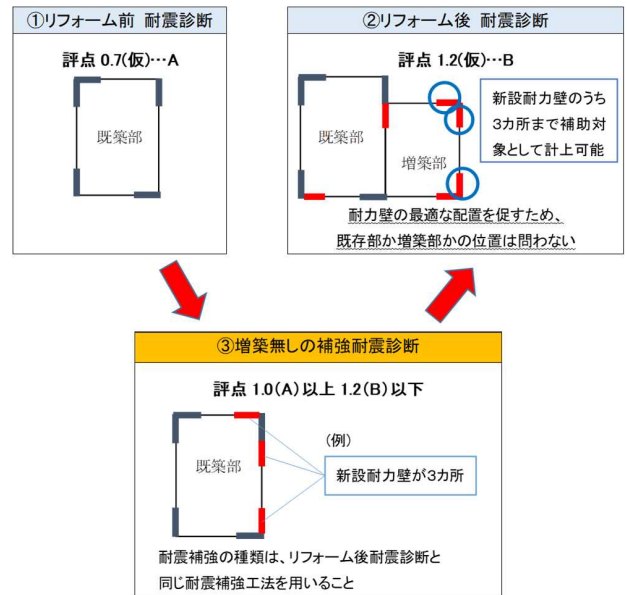 ①リフォーム前 耐震診断
評点 0.7(仮)…A
既築部
②リフォーム後 耐震診断
評点 1.2(仮)…B
既築部
増築部
新設耐力壁のうち
3カ所まで補助対
象として計上可能
耐力壁の最適な配置を促すため、
既存部か増築部かの位置は問わない
③増築無しの補強耐震診断
評点 1.0(A)以上 1.2(B)以下
既築部
(例)
新設耐力壁が3カ所
耐震補強の種類は、リフォーム後耐震診断と
同じ耐震補強工法を用いること